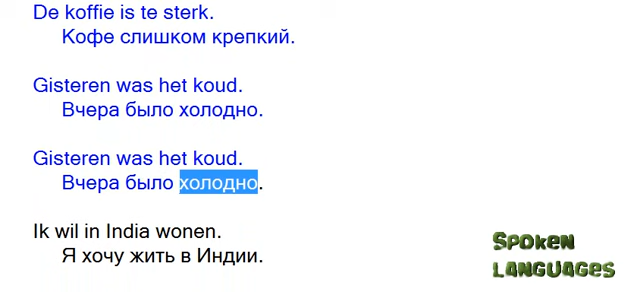 De koffie is te sterk.
Кофе слишком крепкий.
Gisteren was het koud.
Вчера было холодно.
Gisteren was het koud.
Вчера было холодно.
Ik wil in India wonen.
Я хочу жить в Индии.
Spoken
Languages